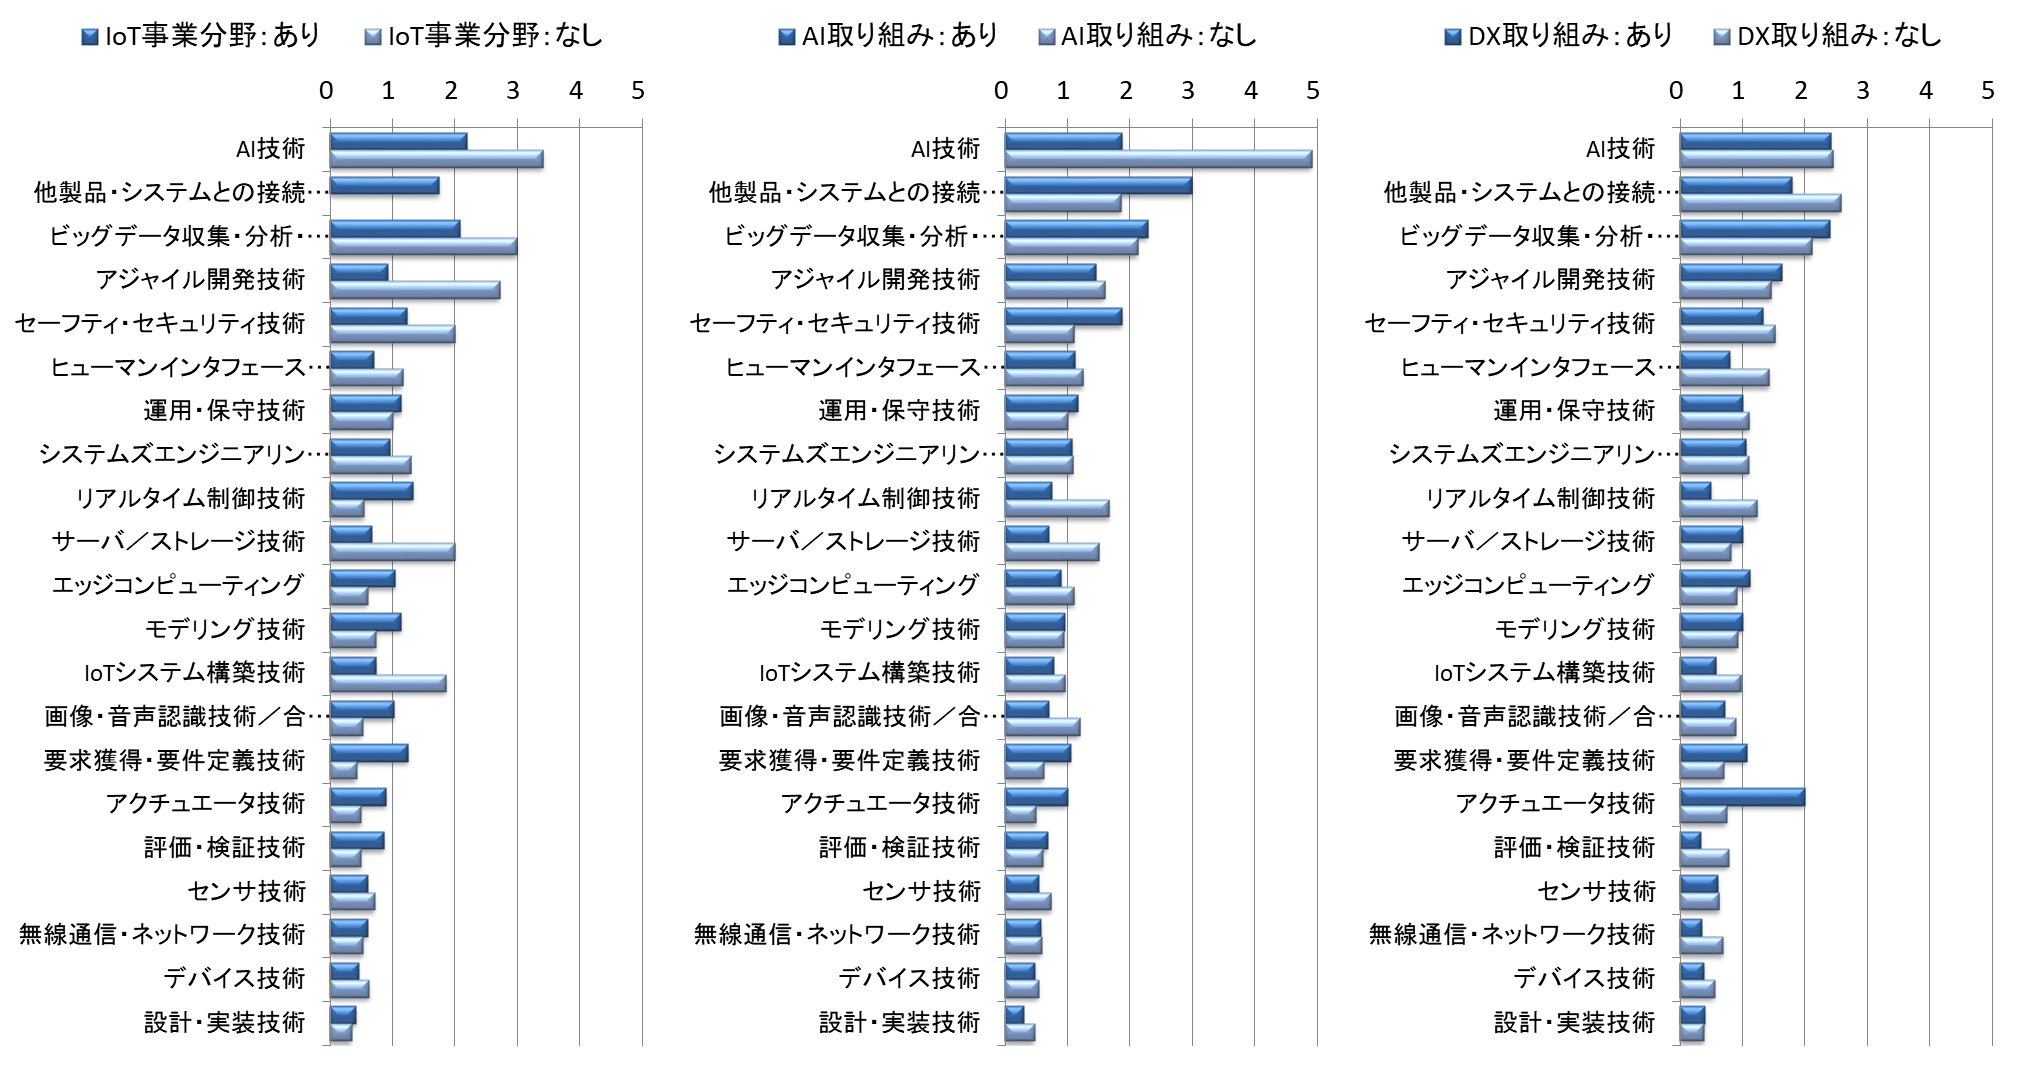 IoT事業分野：あり IoT事業分野：なし
0 1 2 3 4 5
AI技術
他製品・システムとの接続…
ビッグデータ収集・分析・…
アジャイル開発技術
セーフティ・セキュリティ技術
ヒューマンインタフェース…
運用・保守技術
システムズエンジニアリン…
リアルタイム制御技術
サーバ／ストレージ技術
エッジコンピューティング
モデリング技術
IoTシステム構築技術
画像・音声認識技術／合…
要求獲得・要件定義技術
アクチュエータ技術
評価・検証技術
センサ技術
無線通信・ネットワーク技術
デバイス技術
設計・実装技術
AI取り組み：あり AI取り組み：なし
0 1 2 3 4 5
AI技術
他製品・システムとの接続…
ビッグデータ収集・分析・…
アジャイル開発技術
セーフティ・セキュリティ技術
ヒューマンインタフェース…
運用・保守技術
システムズエンジニアリン…
リアルタイム制御技術
サーバ／ストレージ技術
エッジコンピューティング
モデリング技術
IoTシステム構築技術
画像・音声認識技術／合…
要求獲得・要件定義技術
アクチュエータ技術
評価・検証技術
センサ技術
無線通信・ネットワーク技術
デバイス技術
設計・実装技術
DX取り組み：あり DX取り組み：なし
0 1 2 3 4 5
AI技術
他製品・システムとの接続…
ビッグデータ収集・分析・…
アジャイル開発技術
セーフティ・セキュリティ技術
ヒューマンインタフェース…
運用・保守技術
システムズエンジニアリン…
リアルタイム制御技術
サーバ／ストレージ技術
エッジコンピューティング
モデリング技術
IoTシステム構築技術
画像・音声認識技術／合…
要求獲得・要件定義技術
アクチュエータ技術
評価・検証技術
センサ技術
無線通信・ネットワーク技術
デバイス技術
設計・実装技術